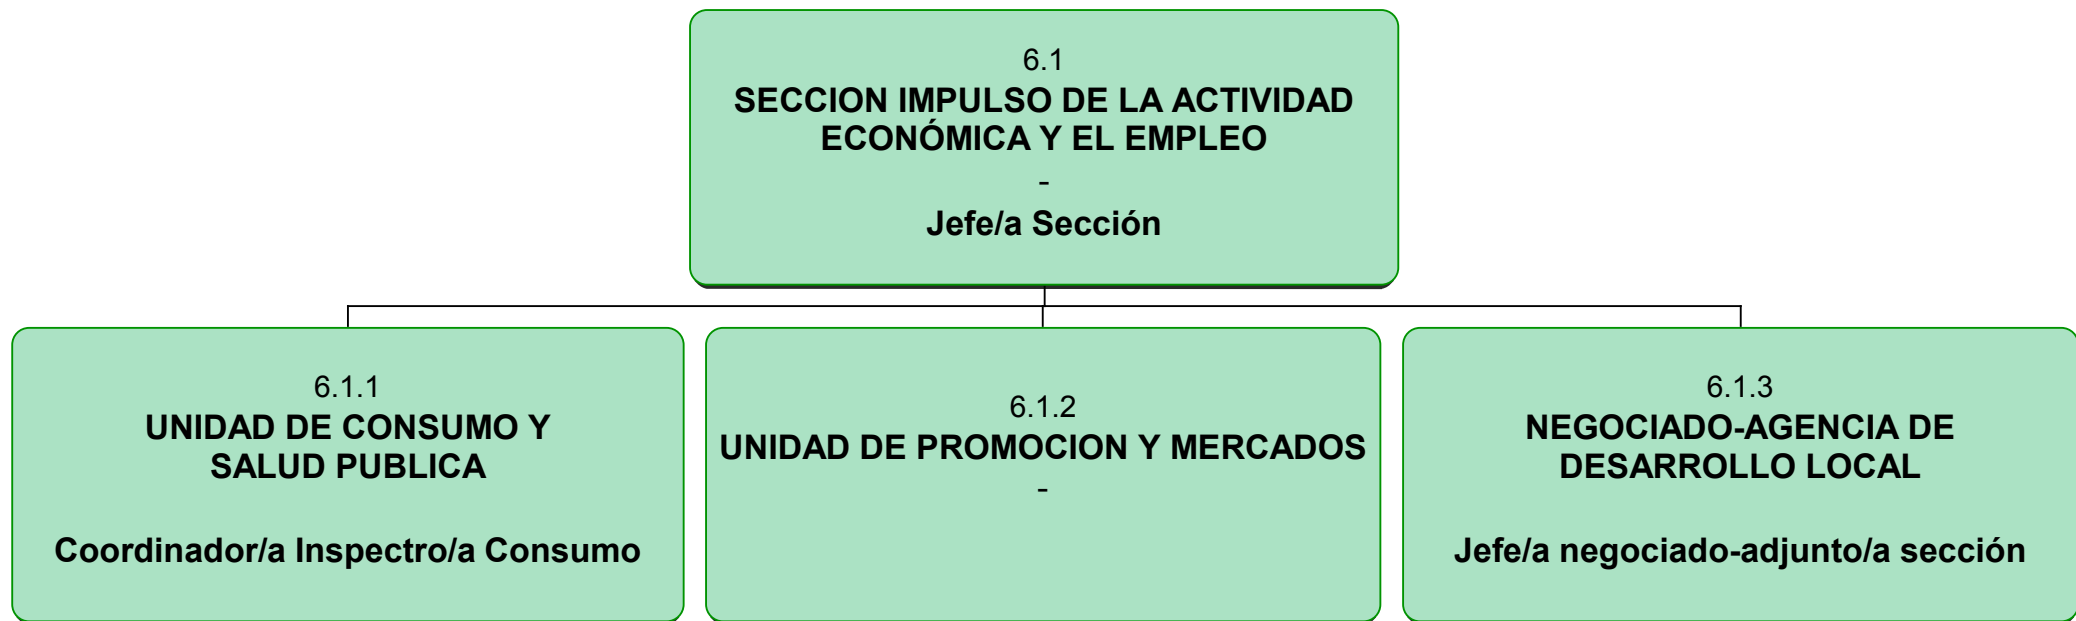 6.1
SECCION IMPULSO DE LA ACTIVIDAD
ECONÓMICA Y EL EMPLEO
-
Jefe/a Sección
6.1.1
UNIDAD DE CONSUMO Y
SALUD PUBLICA
Coordinador/a Inspectro/a Consumo
6.1.2
UNIDAD DE PROMOCION Y MERCADOS
-
6.1.3
NEGOCIADO-AGENCIA DE
DESARROLLO LOCAL
Jefe/a negociado-adjunto/a sección